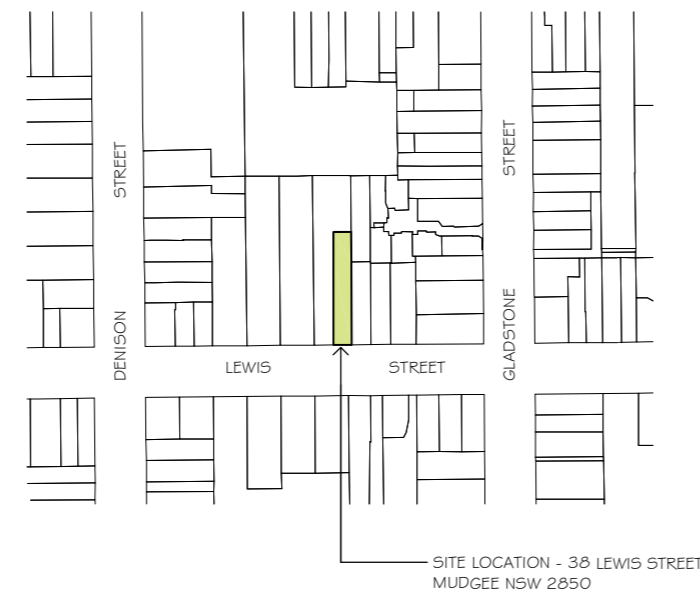 DENISON STREET
GLADSTONE STREET
LEWIS STREET
SITE LOCATION - 38 LEWIS STREET
MUDGEE NSW 2850